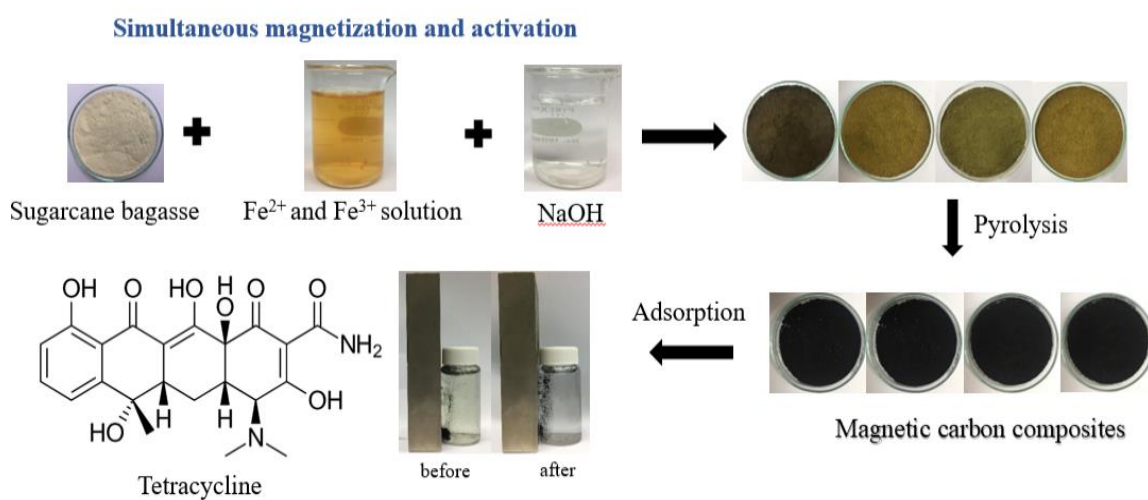 Simultaneous magnetization and activation
Sugarcane bagasse
Fe²⁺ and Fe³⁺ solution
NaOH
Pyrolysis
Adsorption
Magnetic carbon composites
OH
O
HO
H
O
O
O
NH₂
OH
HO
H
H
N
before
after
Tetracycline